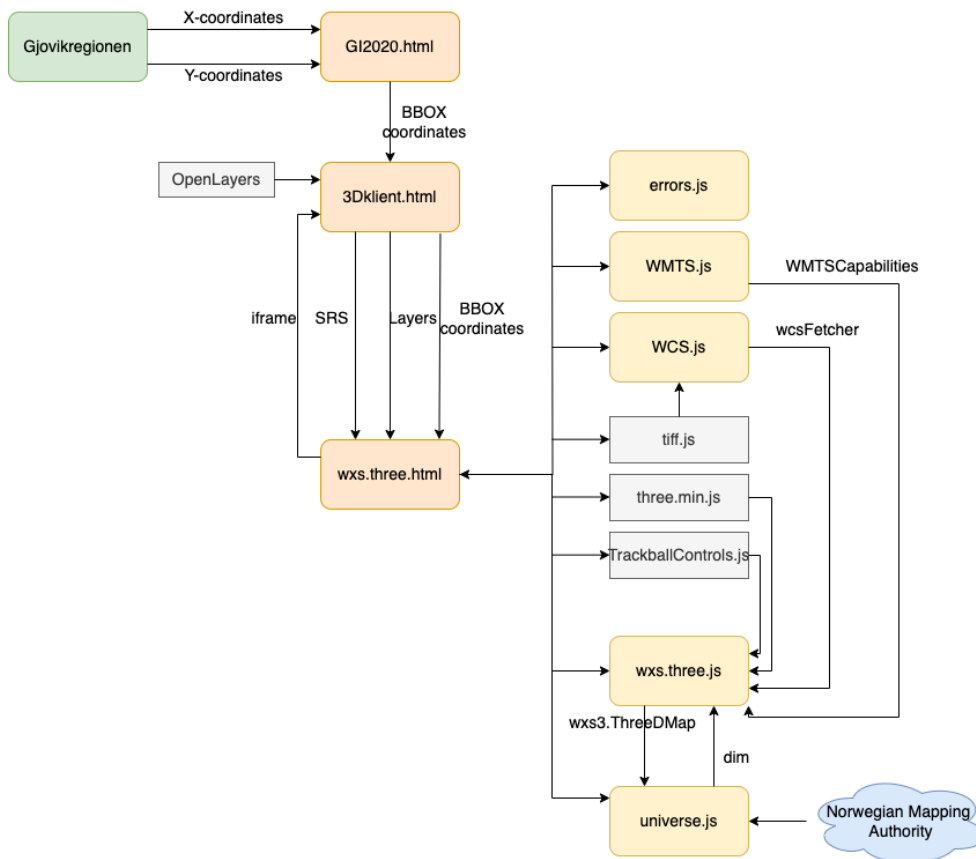 X-coordinates
Gjovikregionen
GI2020.html
Y-coordinates
BBOX
coordinates
OpenLayers
3Dklient.html
errors.js
WMTS.js
WMTSCapabilities
iframe
SRS
Layers
BBOX
coordinates
WCS.js
wcsFetcher
tiff.js
wxs.three.html
three.min.js
TrackballControls.js
wxs.three.js
wxs3.ThreeDMap
dim
universe.js
Norwegian Mapping
Authority